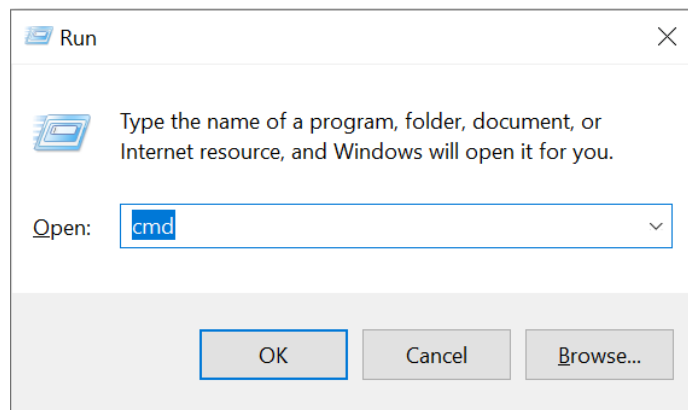 Run
Type the name of a program, folder, document, or
Internet resource, and Windows will open it for you.
Open: cmd
OK Cancel Browse...